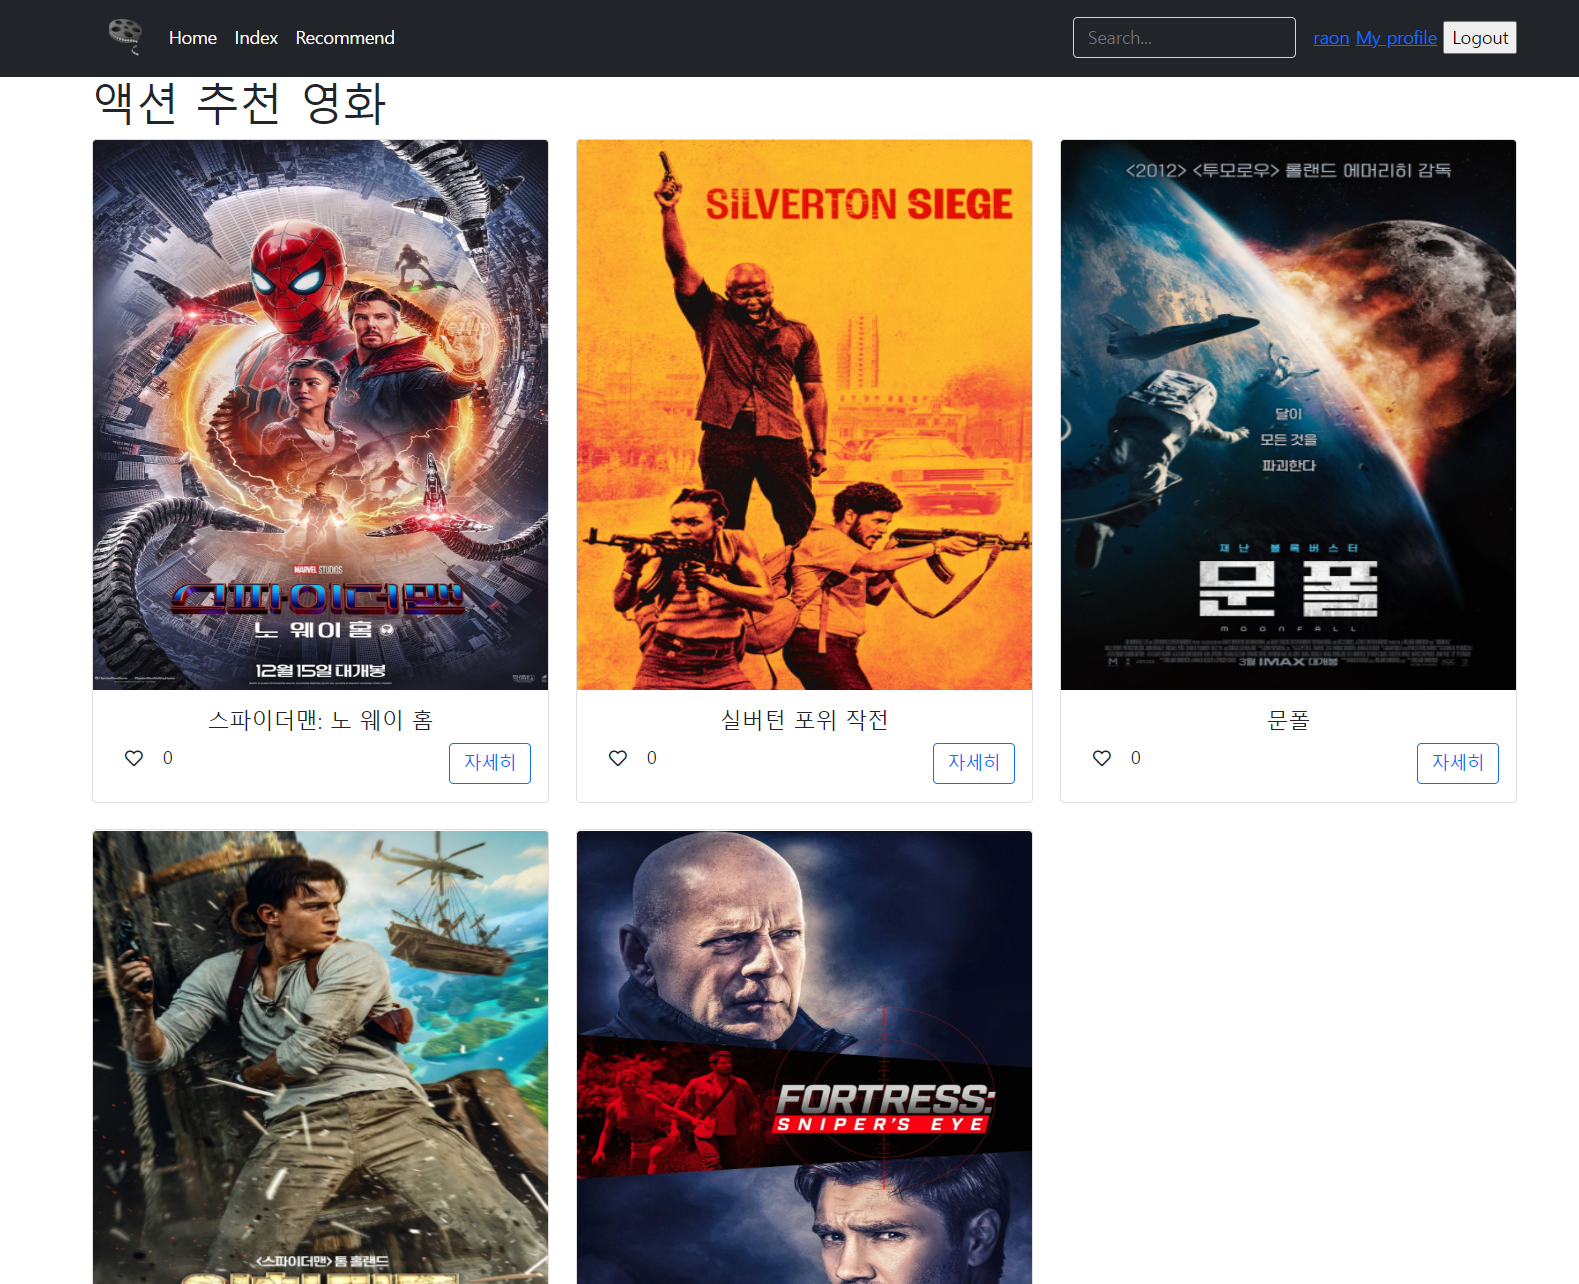 Home Index Recommend Search... raon My profile Logout
액션 추천 영화
MARVEL STUDIOS
스파이더맨
노 웨이 홈
12월 15일 대개봉
스파이더맨: 노 웨이 홈
0 자세히
SILVERTON SIEGE
실버턴 포위 작전
0 자세히
<2012> <투모로우> 롤랜드 에머리히 감독
달이
모든 것을
파괴한다
재난 블록버스터
문폴
MOONFALL
3월 IMAX 대개봉
문폴
0 자세히
<스파이더맨> 톰 홀랜드
FORTRESS:
SNIPER'S EYE